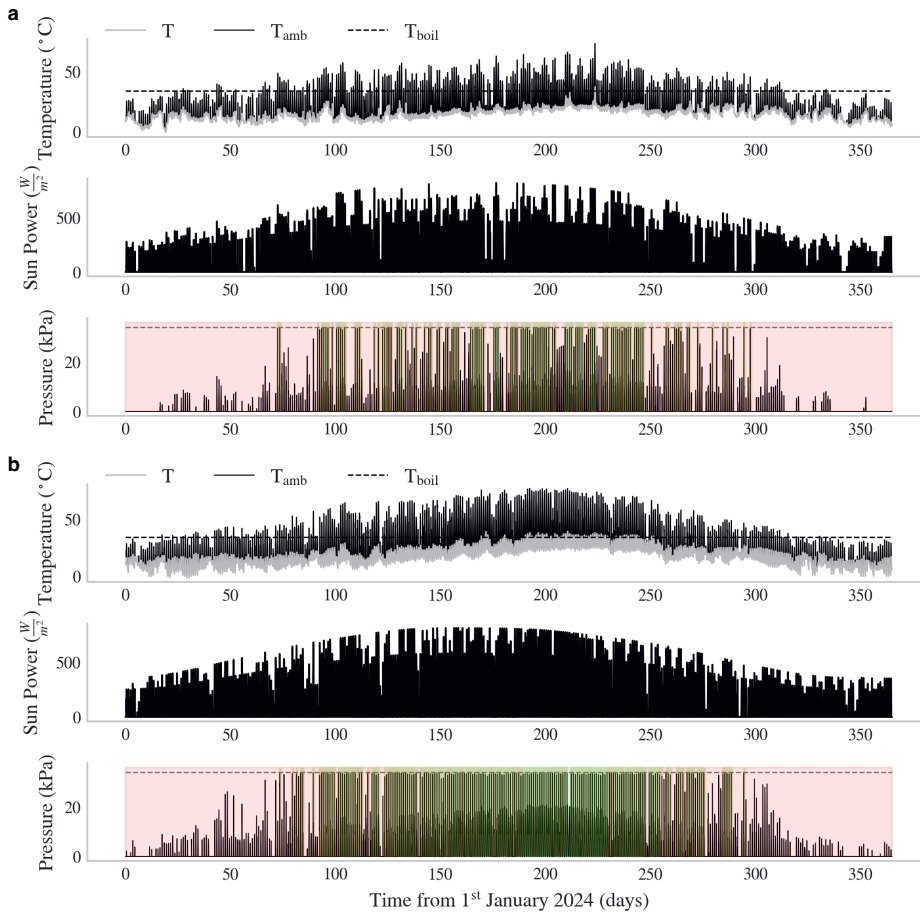 a
T T_amb T_boil
Temperature (°C)
50
0
0 50 100 150 200 250 300 350
Sun Power (W/m²)
500
0
0 50 100 150 200 250 300 350
Pressure (kPa)
20
0
0 50 100 150 200 250 300 350
b
T T_amb T_boil
Temperature (°C)
50
0
0 50 100 150 200 250 300 350
Sun Power (W/m²)
500
0
0 50 100 150 200 250 300 350
Pressure (kPa)
20
0
0 50 100 150 200 250 300 350
Time from 1st January 2024 (days)